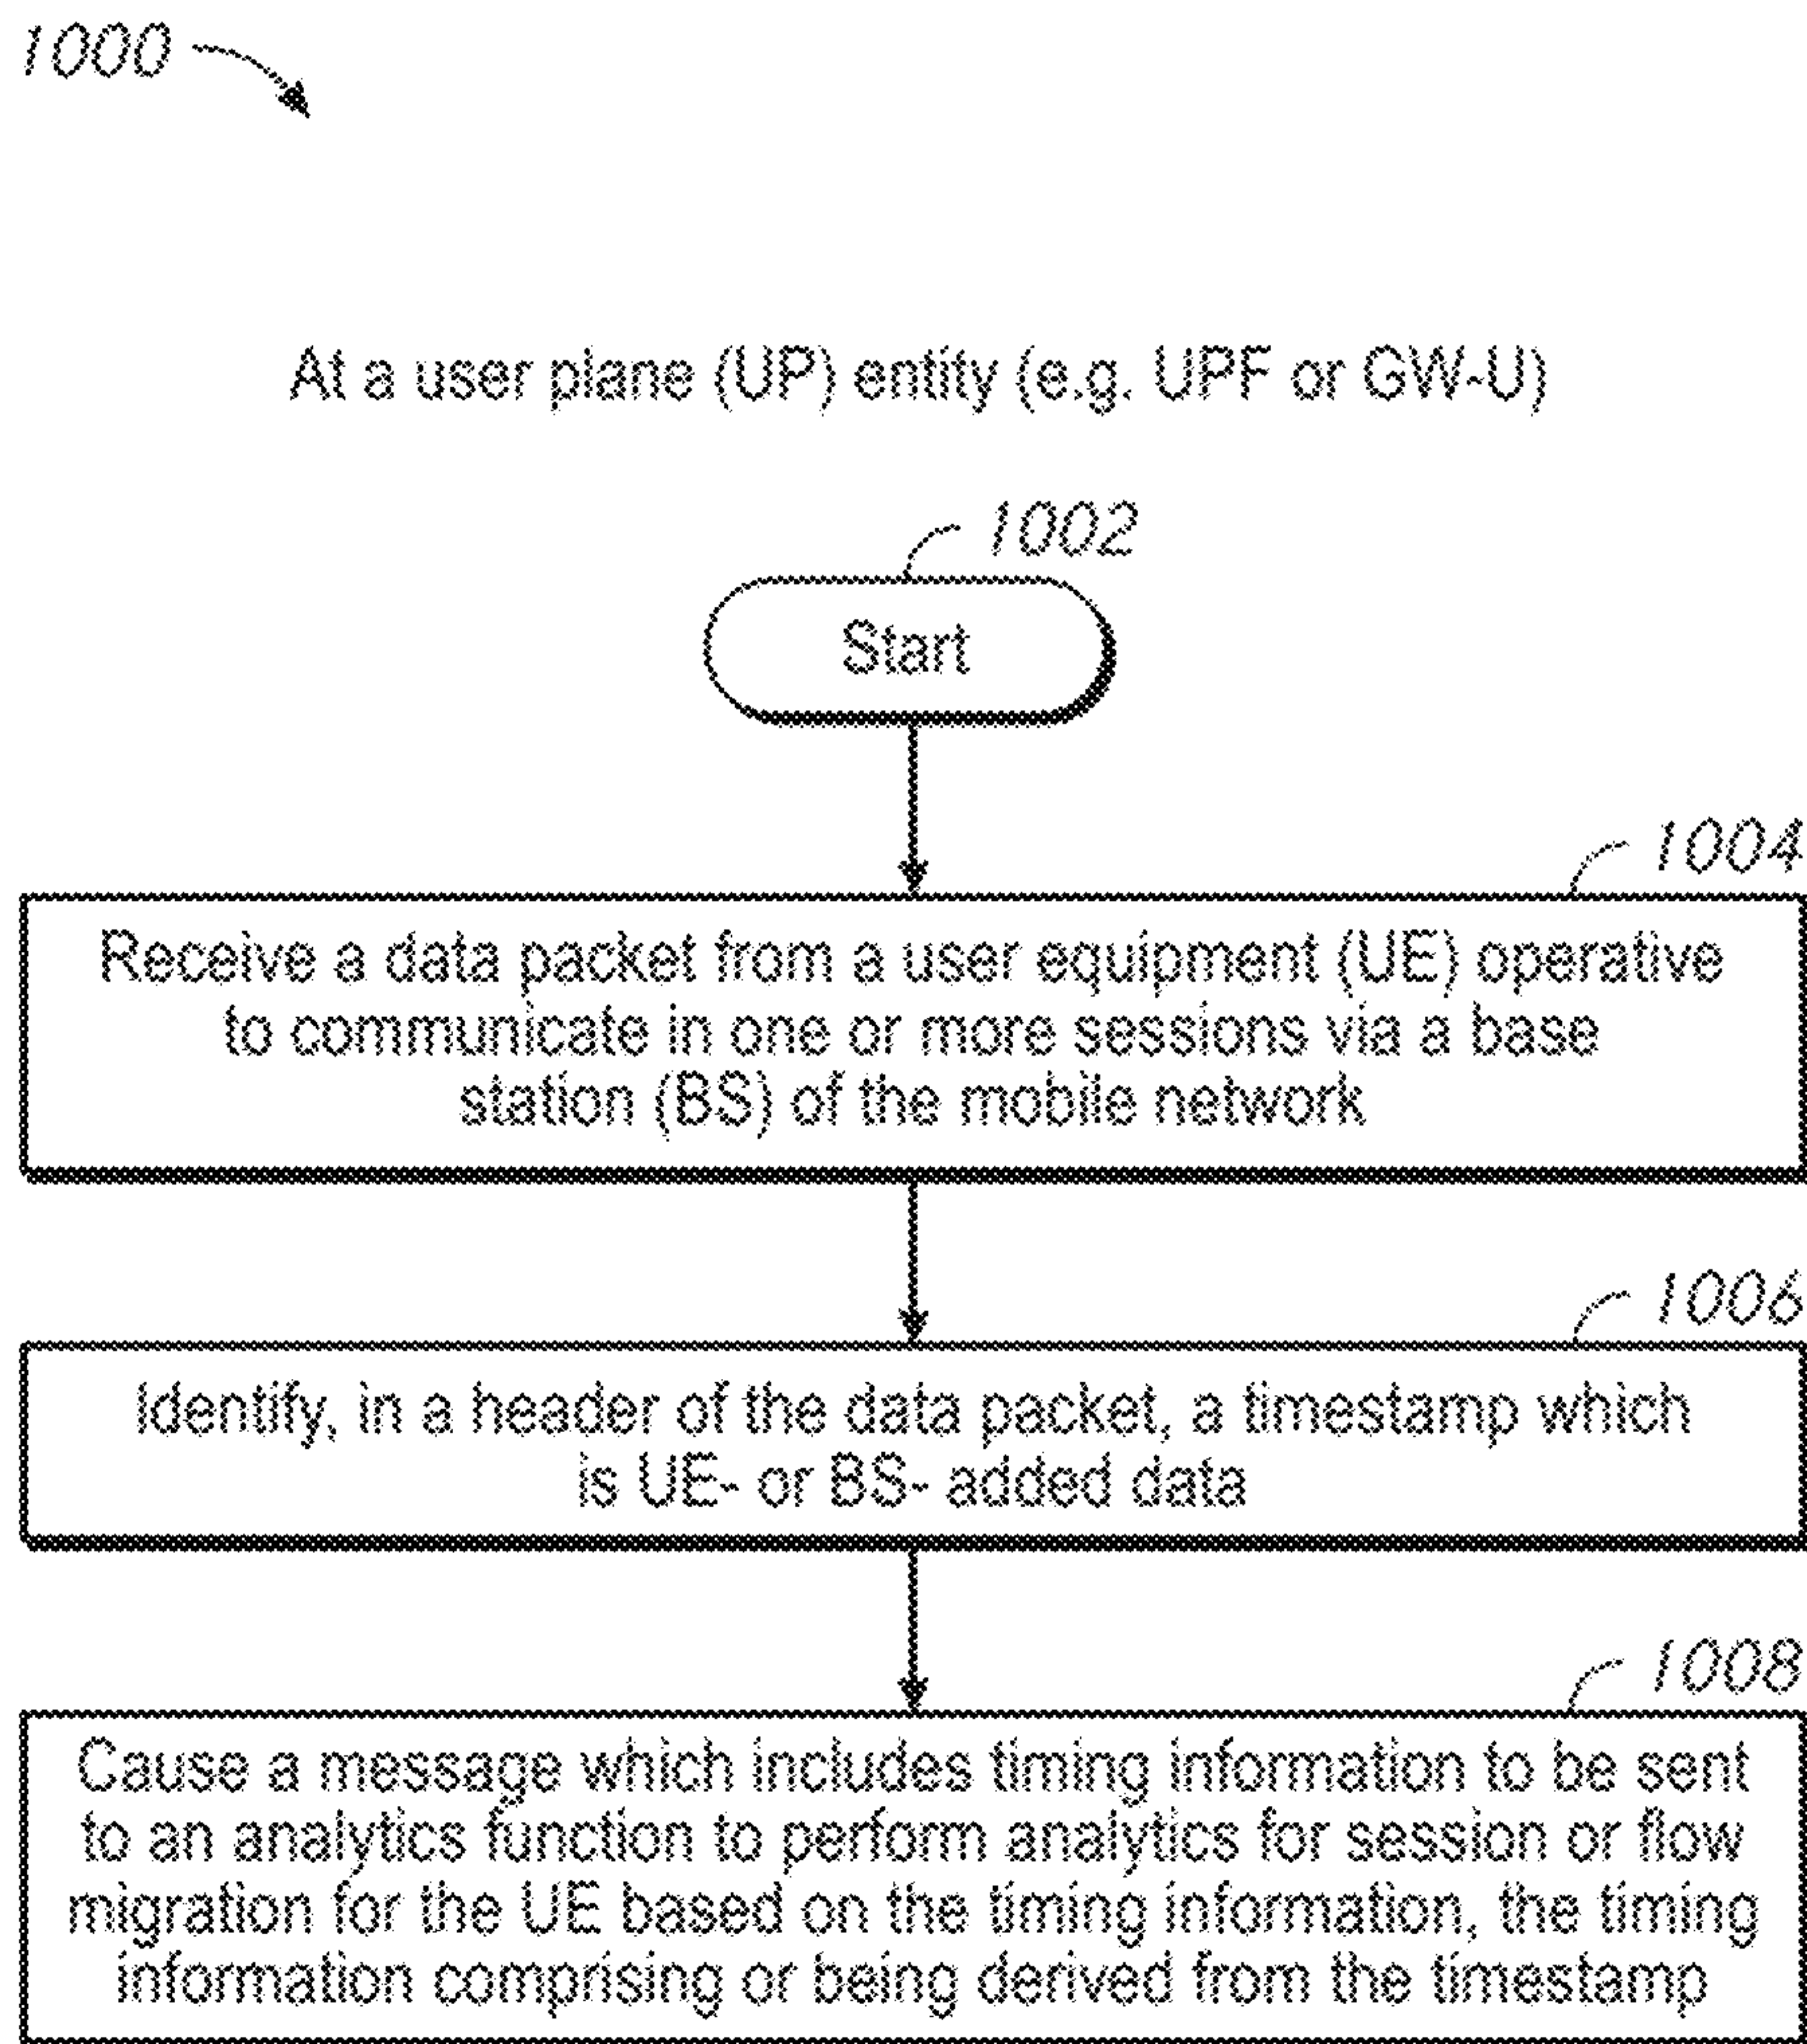 1000
At a user plane (UP) entity (e.g. UPF or GW-U)
1002
Start
1004
Receive a data packet from a user equipment (UE) operative
to communicate in one or more sessions via a base
station (BS) of the mobile network
1006
Identify, in a header of the data packet, a timestamp which
is UE- or BS- added data
1008
Cause a message which includes timing information to be sent
to an analytics function to perform analytics for session or flow
migration for the UE based on the timing information, the timing
information comprising or being derived from the timestamp